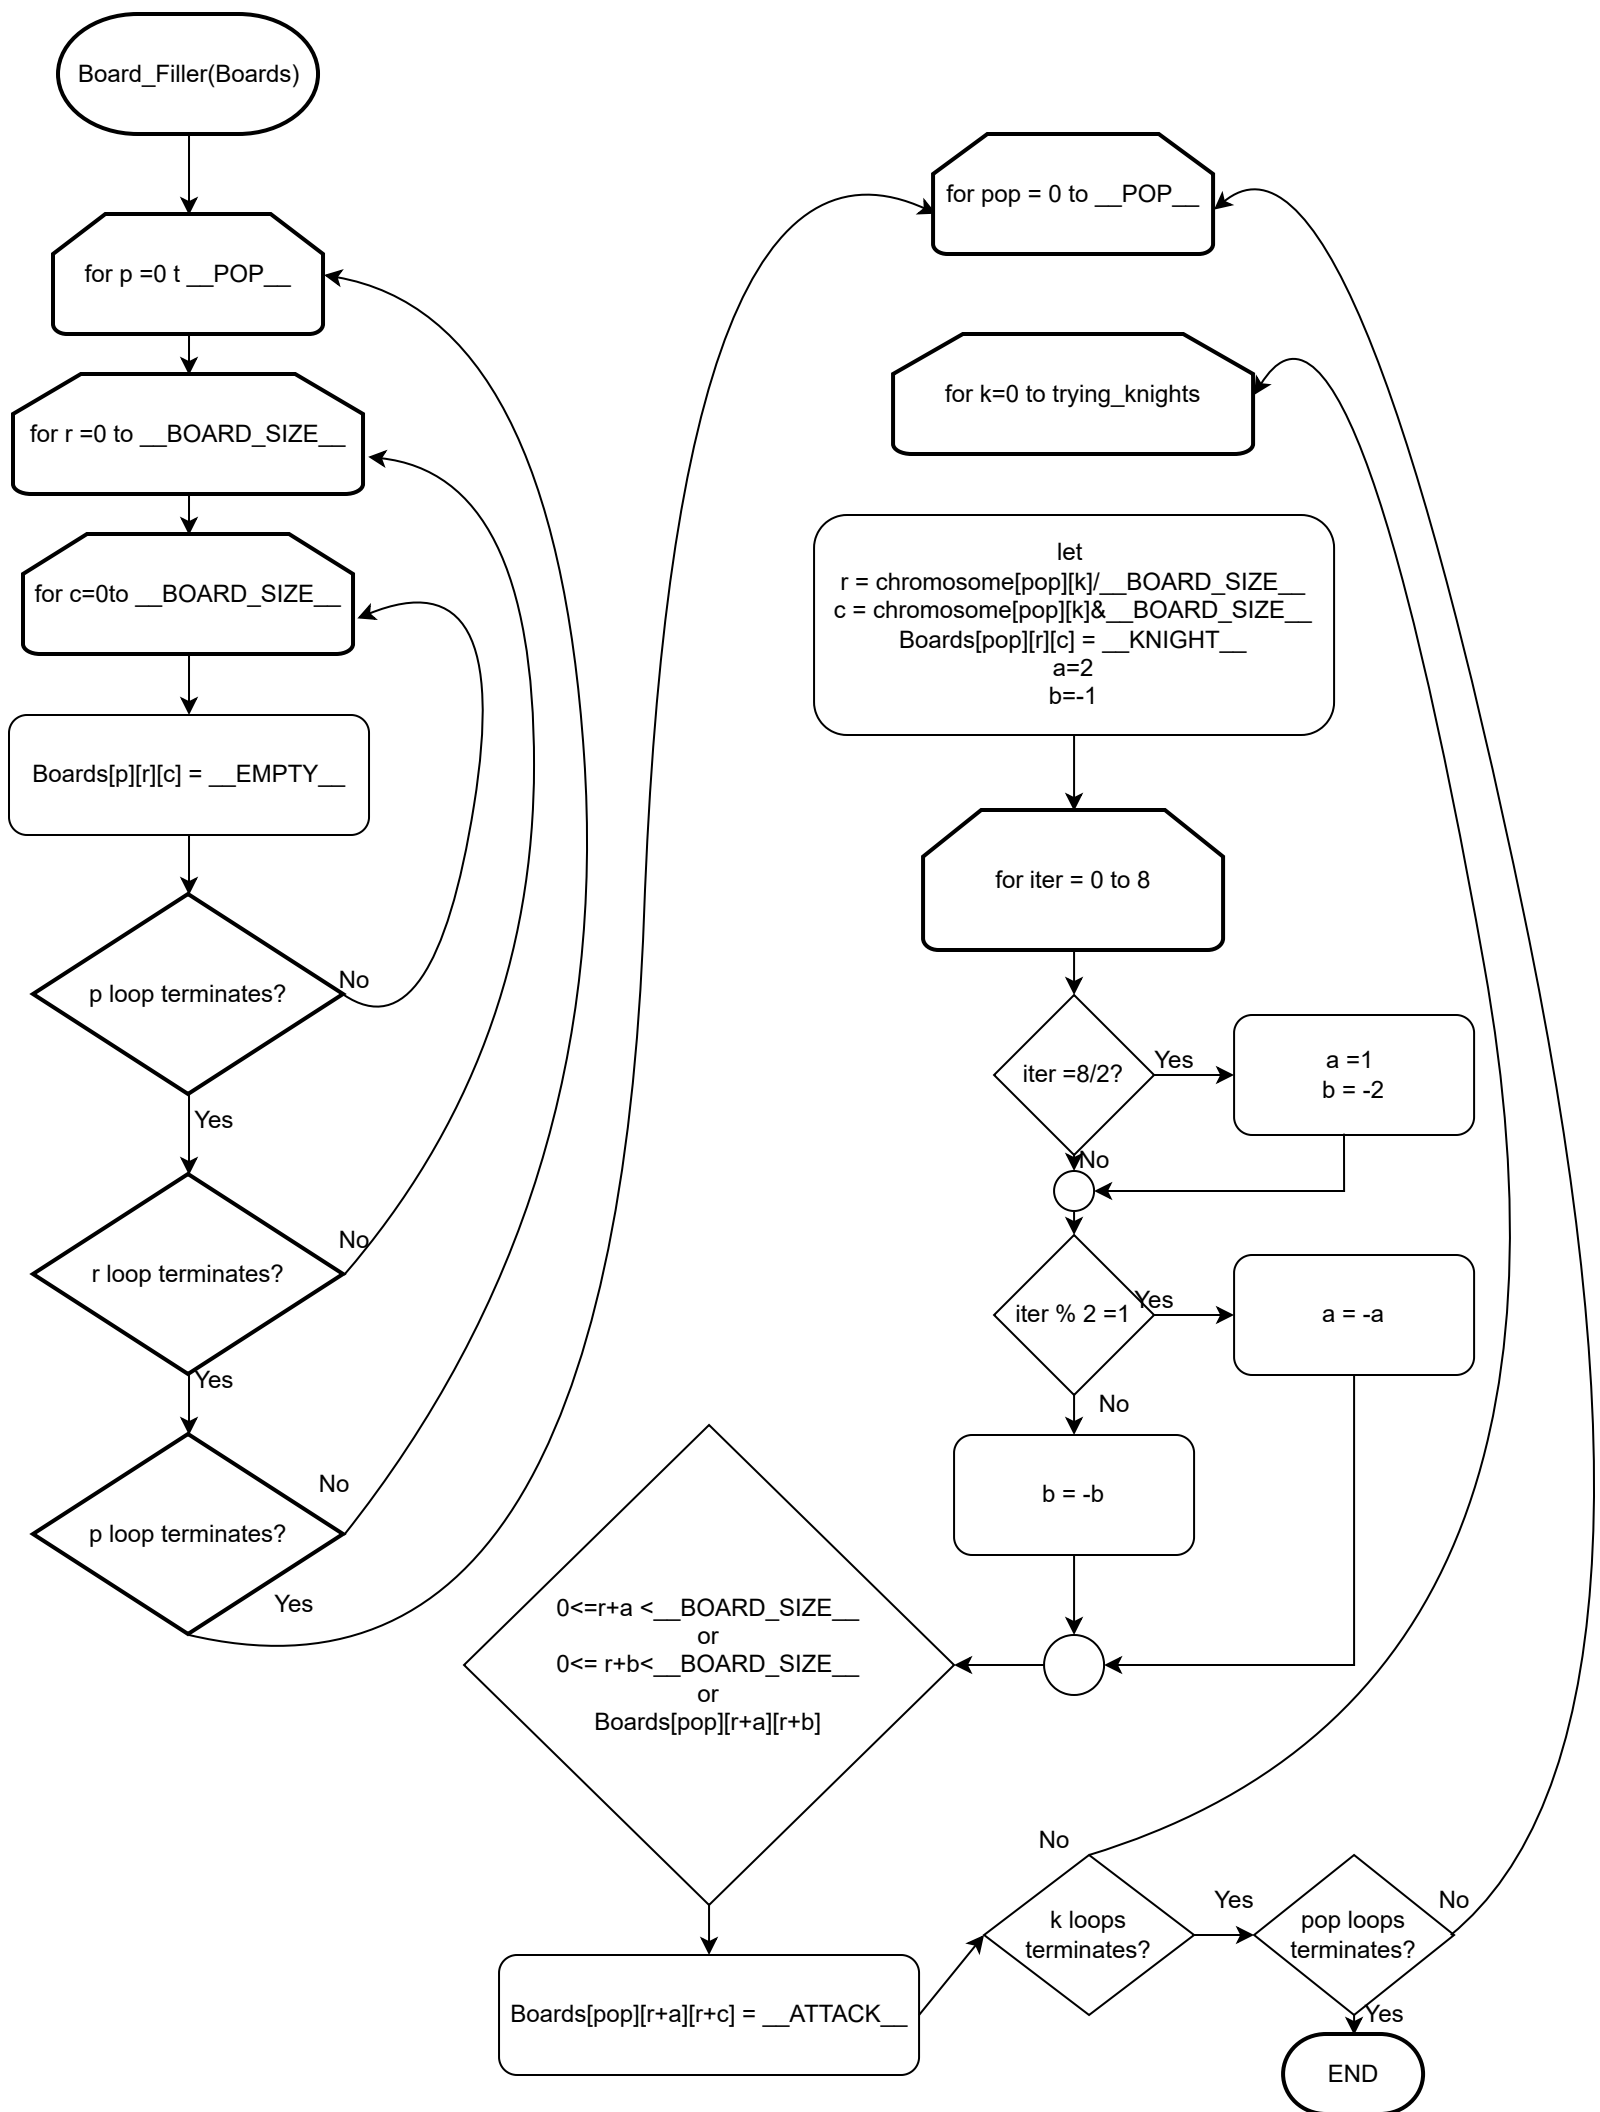 Board_Filler(Boards)
for p =0 t __POP__
for r =0 to __BOARD_SIZE__
for c=0to __BOARD_SIZE__
Boards[p][r][c] = __EMPTY__
p loop terminates?
No
Yes
r loop terminates?
No
Yes
p loop terminates?
No
Yes
for pop = 0 to __POP__
for k=0 to trying_knights
let
r = chromosome[pop][k]/__BOARD_SIZE__
c = chromosome[pop][k]&__BOARD_SIZE__
Boards[pop][r][c] = __KNIGHT__
a=2
b=-1
for iter = 0 to 8
iter =8/2?
Yes
a =1
b = -2
No
iter % 2 =1
Yes
a = -a
No
b = -b
0<=r+a <__BOARD_SIZE__
or
0<= r+b<__BOARD_SIZE__
or
Boards[pop][r+a][r+b]
Boards[pop][r+a][r+c] = __ATTACK__
k loops
terminates?
No
Yes
pop loops
terminates?
No
Yes
END